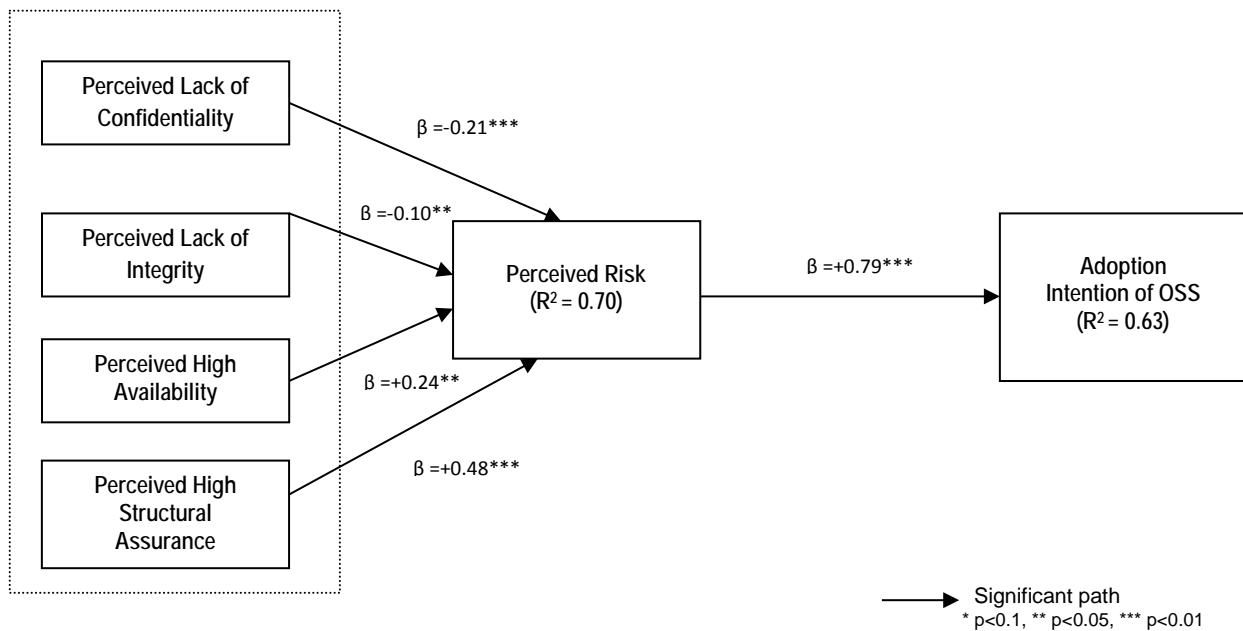 Perceived Lack of
Confidentiality
β =-0.21***
Perceived Lack of
Integrity
β =-0.10**
Perceived High
Availability
β =+0.24**
Perceived High
Structural
Assurance
β =+0.48***
Perceived Risk
(R² = 0.70)
β =+0.79***
Adoption
Intention of OSS
(R² = 0.63)
Significant path
* p<0.1, ** p<0.05, *** p<0.01